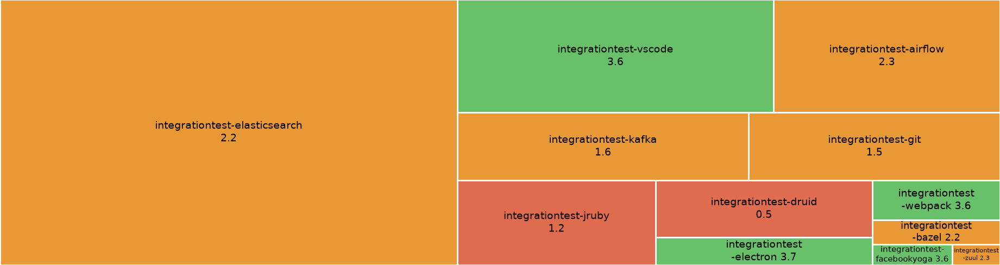 integrationtest-elasticsearch
2.2
integrationtest-vscode
3.6
integrationtest-airflow
2.3
integrationtest-kafka
1.6
integrationtest-git
1.5
integrationtest-jruby
1.2
integrationtest-druid
0.5
integrationtest
-electron 3.7
integrationtest
-webpack 3.6
integrationtest
-bazel 2.2
integrationtest-
facebookyoga 3.6
integrationtest
-zuul 2.3